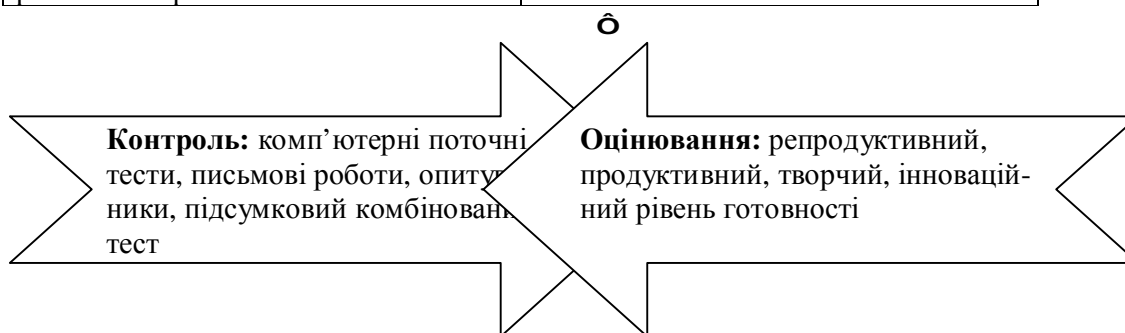 Ô
Контроль: комп’ютерні поточні
тести, письмові роботи, опиту
ники, підсумковий комбінован
тест
Оцінювання: репродуктивний,
продуктивний, творчий, інновацій-
ний рівень готовності